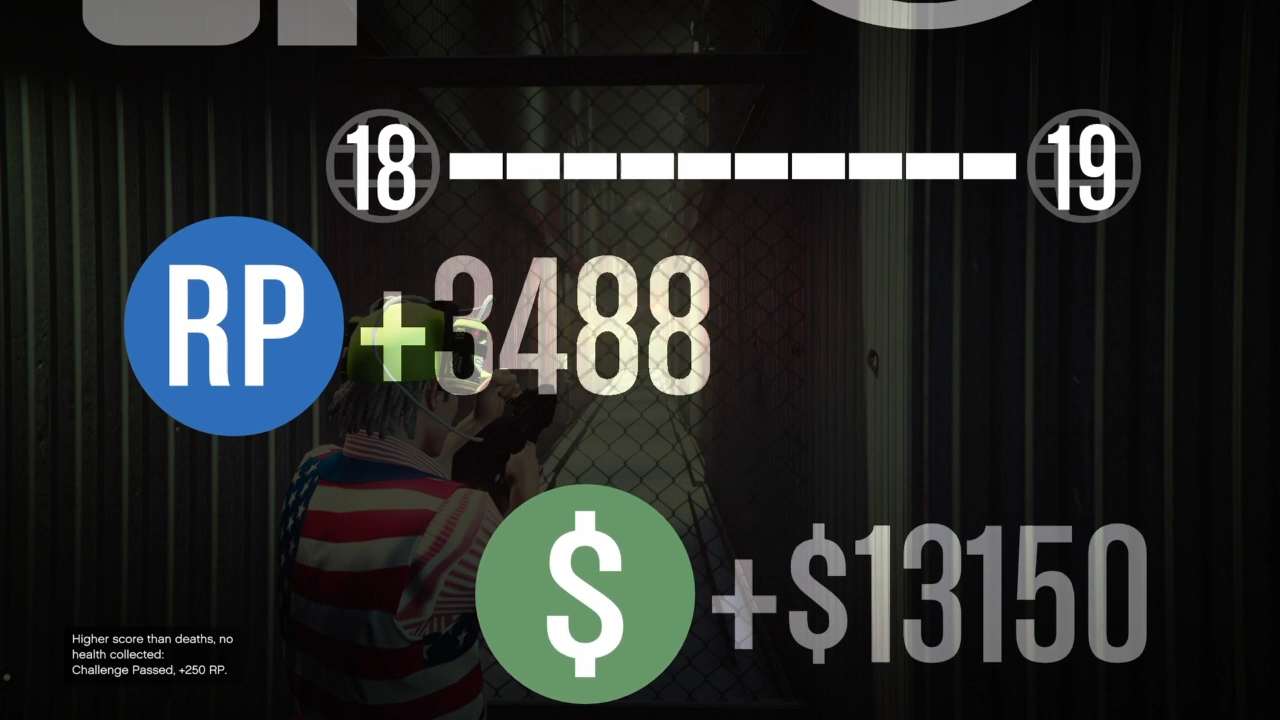 18 19
RP +3488
$ +$13150
Higher score than deaths, no
health collected:
Challenge Passed, +250 RP.